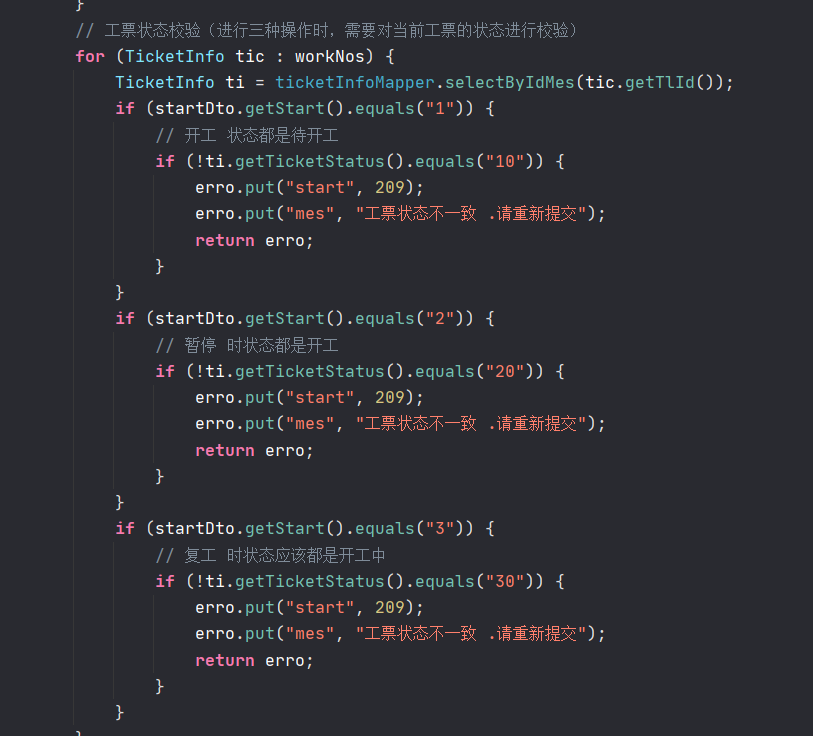 }
// 工票状态校验（进行三种操作时，需要对当前工票的状态进行校验）
for (TicketInfo tic : workNos) {
TicketInfo ti = ticketInfoMapper.selectByIdMes(tic.getTlId());
if (startDto.getStart().equals("1")) {
// 开工 状态都是待开工
if (!ti.getTicketStatus().equals("10")) {
erro.put("start", 209);
erro.put("mes", "工票状态不一致 .请重新提交");
return erro;
}
}
if (startDto.getStart().equals("2")) {
// 暂停 时状态都是开工
if (!ti.getTicketStatus().equals("20")) {
erro.put("start", 209);
erro.put("mes", "工票状态不一致 .请重新提交");
return erro;
}
}
if (startDto.getStart().equals("3")) {
// 复工 时状态应该都是开工中
if (!ti.getTicketStatus().equals("30")) {
erro.put("start", 209);
erro.put("mes", "工票状态不一致 .请重新提交");
return erro;
}
}
}